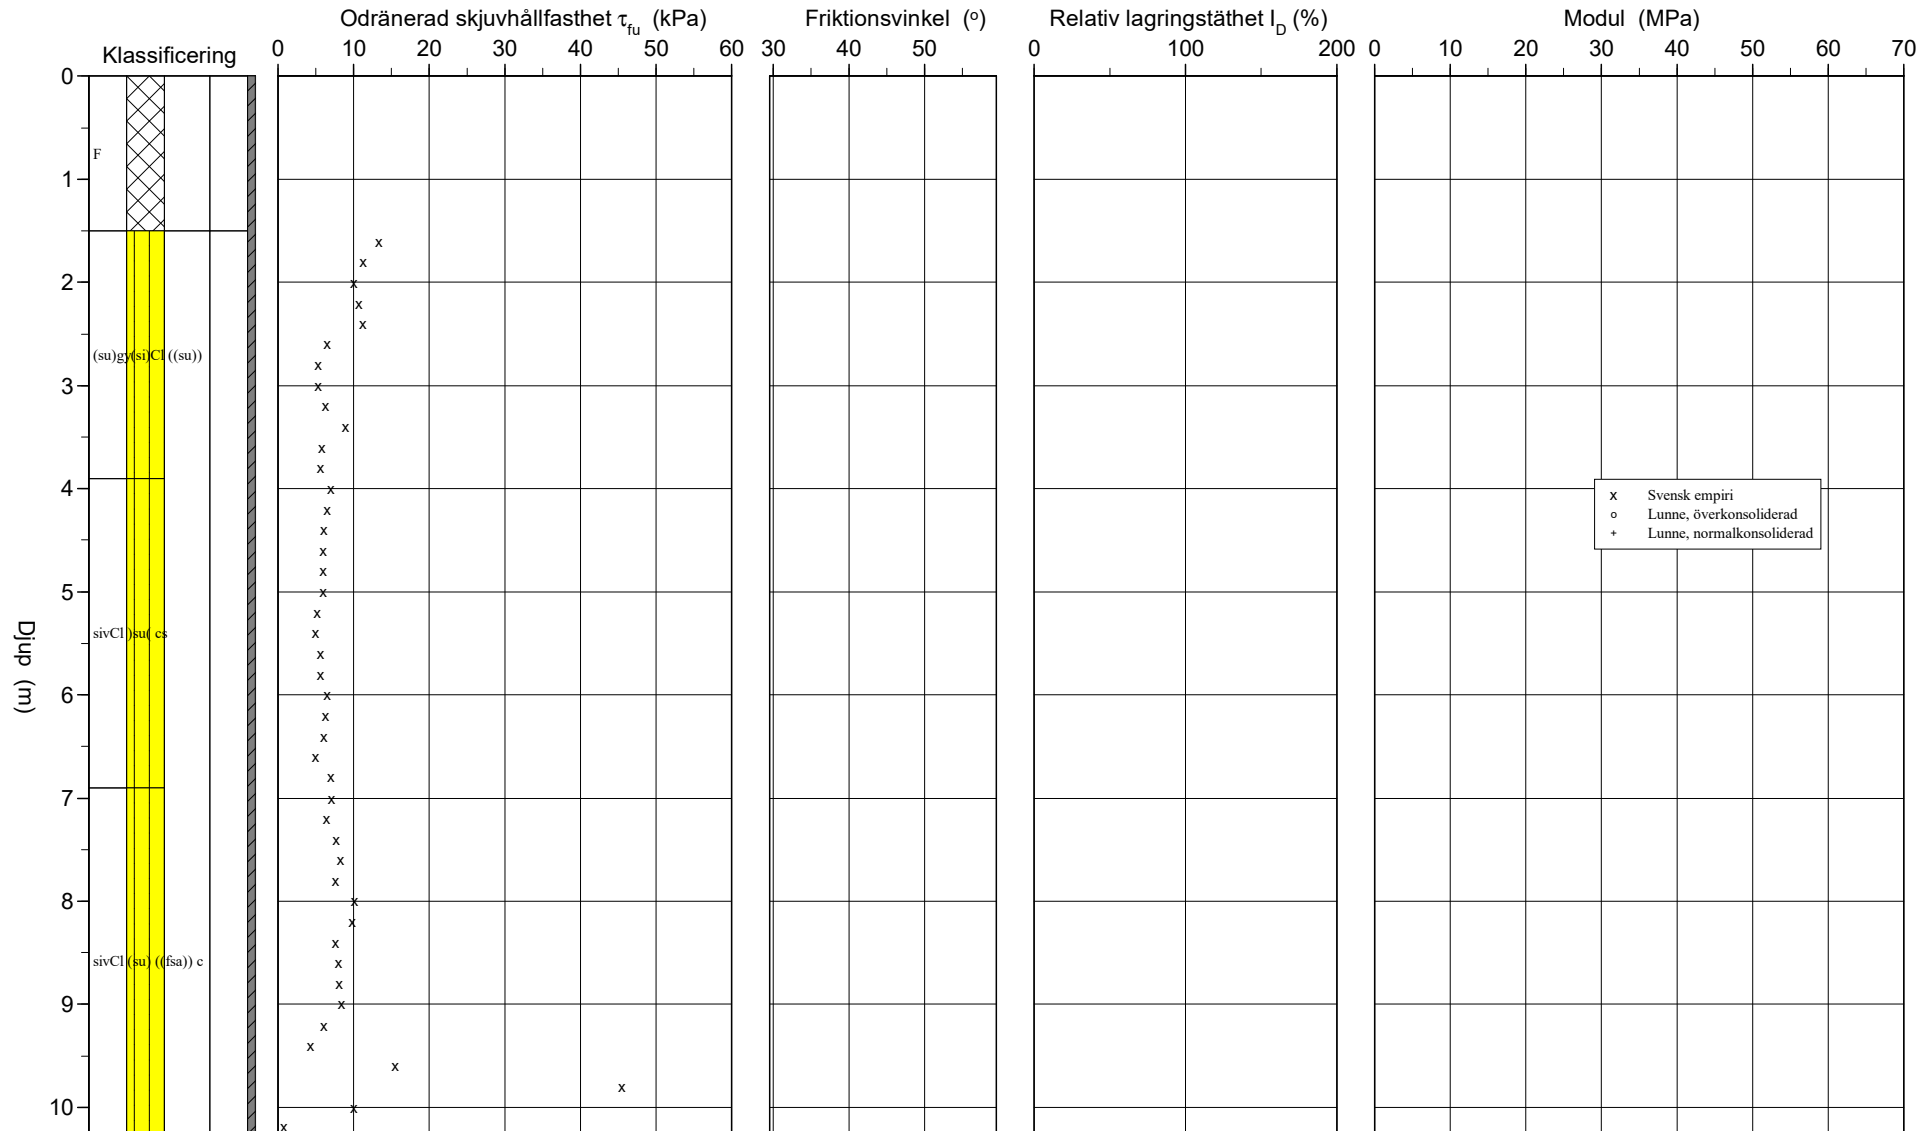 Odränerad skjuvhållfasthet τfu (kPa)
Friktionsvinkel (o)
Relativ lagringstäthet ID (%)
Modul (MPa)
Klassificering
0 10 20 30 40 50 60
30 40 50
0 100 200
0 10 20 30 40 50 60 70
0
F
1
2
(su)gy(si)Cl ((su))
3
4
x Svensk empiri
o Lunne, överkonsoliderad
+ Lunne, normalkonsoliderad
5
sivCl )su( cs
Djup (m)
6
7
8
sivCl (su) ((fsa)) c
9
10